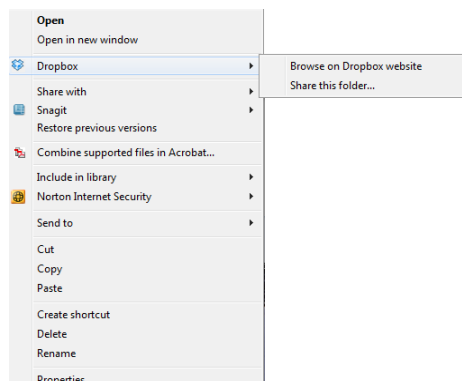 Open
Open in new window
Dropbox
Browse on Dropbox website
Share this folder...
Share with
Snagit
Restore previous versions
Combine supported files in Acrobat...
Include in library
Norton Internet Security
Send to
Cut
Copy
Paste
Create shortcut
Delete
Rename
Properties